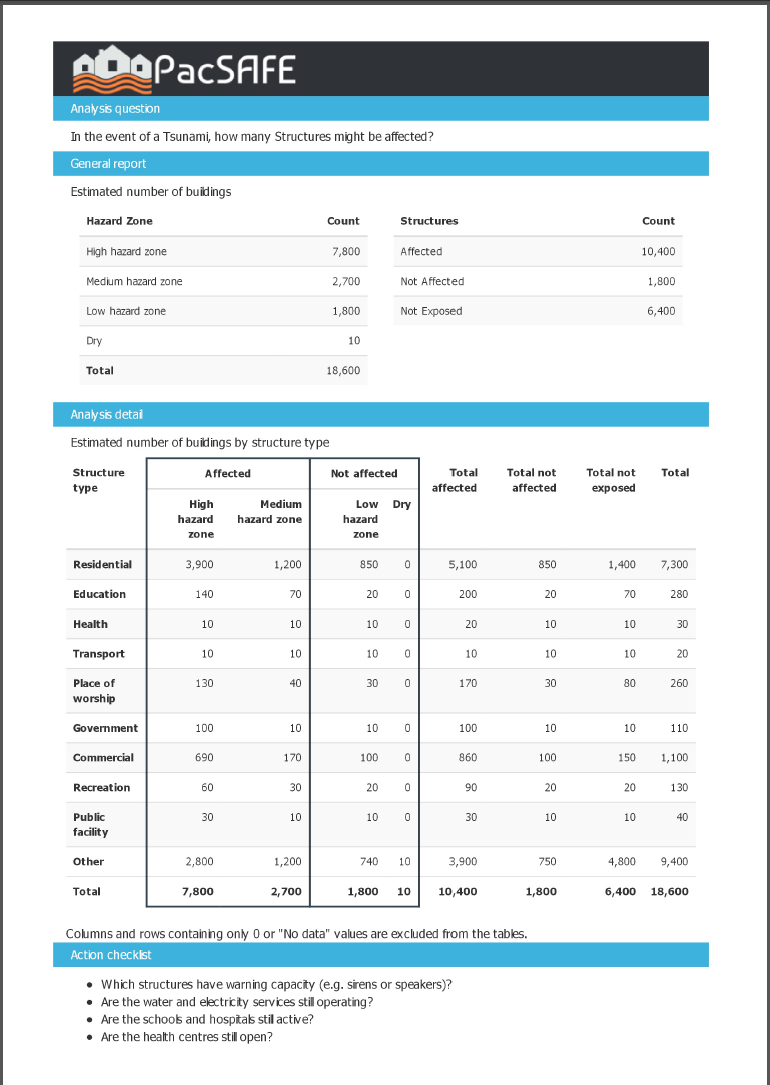 PacSAFE
Analysis question
In the event of a Tsunami, how many Structures might be affected?
General report
Estimated number of buildings
Hazard Zone Count
High hazard zone 7,800
Medium hazard zone 2,700
Low hazard zone 1,800
Dry 10
Total 18,600
Structures Count
Affected 10,400
Not Affected 1,800
Not Exposed 6,400
Analysis detail
Estimated number of buildings by structure type
Structure type Affected Not affected Total affected Total not affected Total not exposed Total
High hazard zone Medium hazard zone Low hazard zone Dry
Residential 3,900 1,200 850 0 5,100 850 1,400 7,300
Education 140 70 20 0 200 20 70 280
Health 10 10 10 0 20 10 10 30
Transport 10 10 10 0 10 10 10 20
Place of worship 130 40 30 0 170 30 80 260
Government 100 10 10 0 100 10 10 110
Commercial 690 170 100 0 860 100 150 1,100
Recreation 60 30 20 0 90 20 20 130
Public facility 30 10 10 0 30 10 10 40
Other 2,800 1,200 740 10 3,900 750 4,800 9,400
Total 7,800 2,700 1,800 10 10,400 1,800 6,400 18,600
Columns and rows containing only 0 or "No data" values are excluded from the tables.
Action checklist
• Which structures have warning capacity (e.g. sirens or speakers)?
• Are the water and electricity services still operating?
• Are the schools and hospitals still active?
• Are the health centres still open?